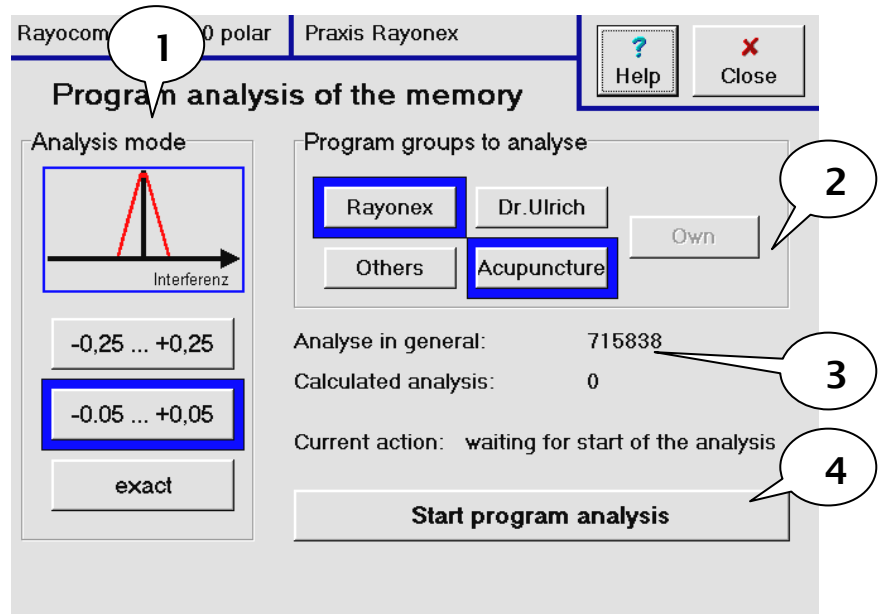 Rayocom 0 polar Praxis Rayonex
? Help
X Close
1
Program analysis of the memory
Analysis mode
Interferenz
-0,25 ... +0,25
-0.05 ... +0,05
exact
Program groups to analyse
Rayonex Dr.Ulrich
Own
Others Acupuncture
2
Analyse in general: 715838
3
Calculated analysis: 0
Current action: waiting for start of the analysis
4
Start program analysis